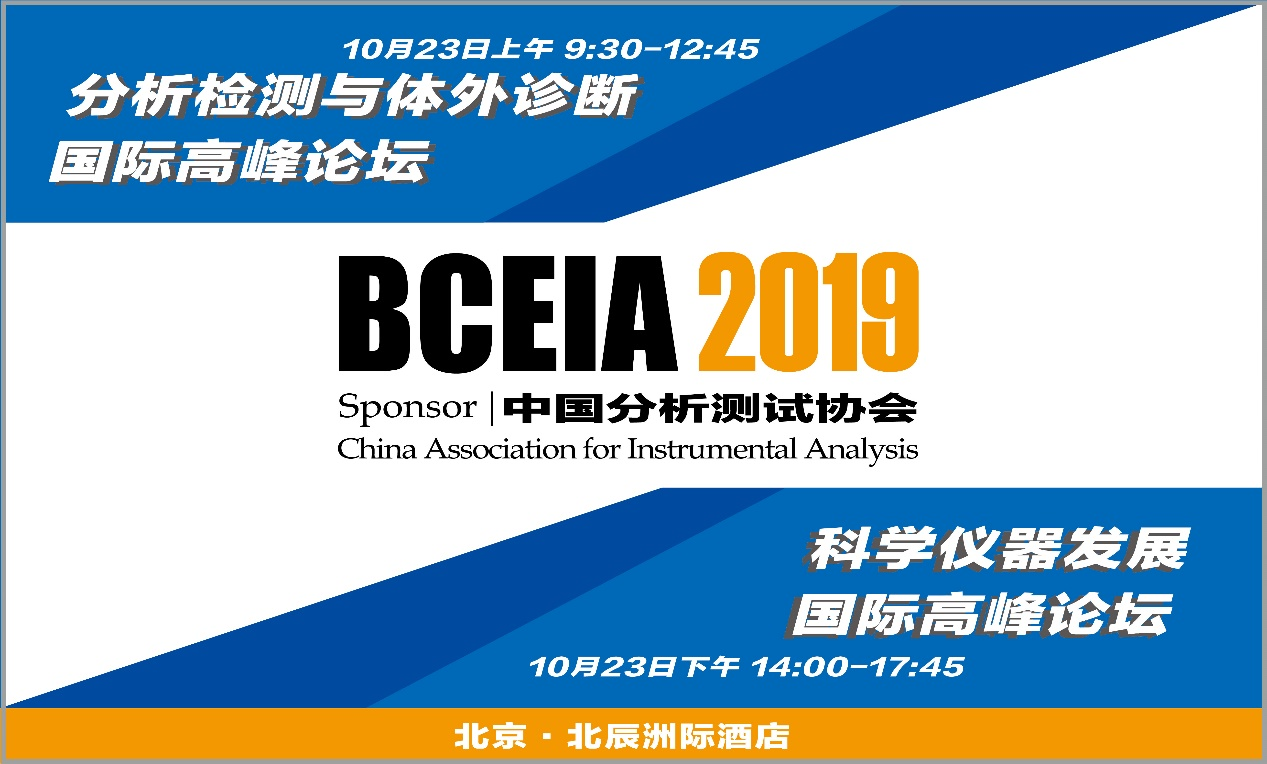 10月23日上午 9:30-12:45
分析检测与体外诊断
国际高峰论坛
BCEIA 2019
Sponsor | 中国分析测试协会
China Association for Instrumental Analysis
科学仪器发展
国际高峰论坛
10月23日下午 14:00-17:45
北京·北辰洲际酒店